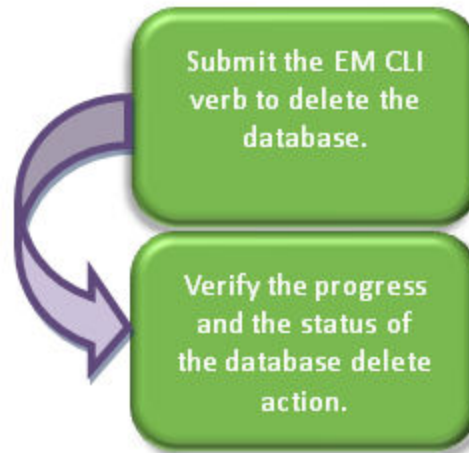 Submit the EM CLI
verb to delete the
database.
Verify the progress
and the status of
the database delete
action.